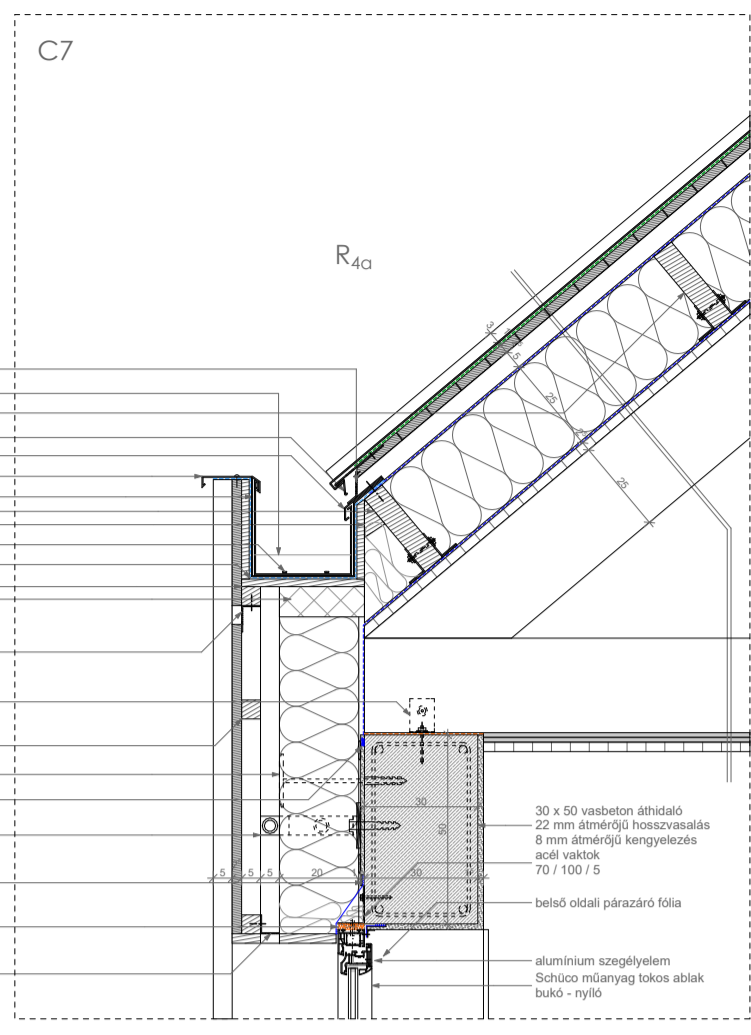 C7
R4a
3
5
25
25
30
50
5
5
5
20
30
30 x 50 vasbeton áthidaló
22 mm átmérőjű hosszvasalás
8 mm átmérőjű kengyelezés
acél vaktok
70 / 100 / 5
belső oldali párazáró fólia
alumínium szegélyelem
Schüco műanyag tokos ablak
bukó - nyíló